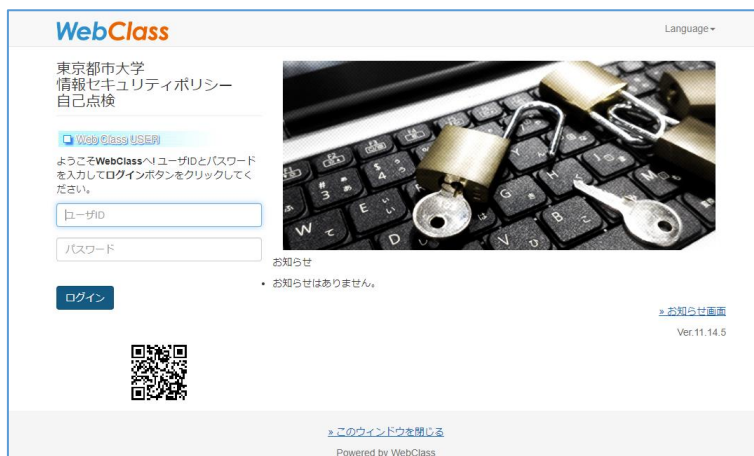 WebClass
Language
東京都市大学
情報セキュリティポリシー
自己点検
Web Class USER
ようこそWebClassへ! ユーザIDとパスワード
を入力してログインボタンをクリックしてく
ださい。
ユーザID
パスワード
ログイン
お知らせ
• お知らせはありません。
» お知らせ画面
Ver.11.14.5
» このウィンドウを閉じる
Powered by WebClass